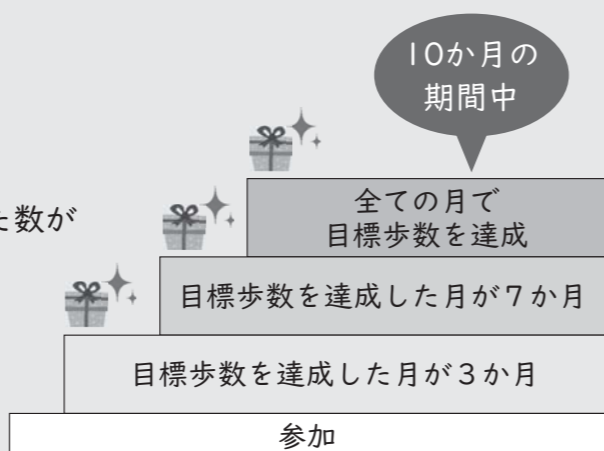 10か月の
期間中
た数が
全ての月で
目標歩数を達成
目標歩数を達成した月が7か月
目標歩数を達成した月が3か月
参加